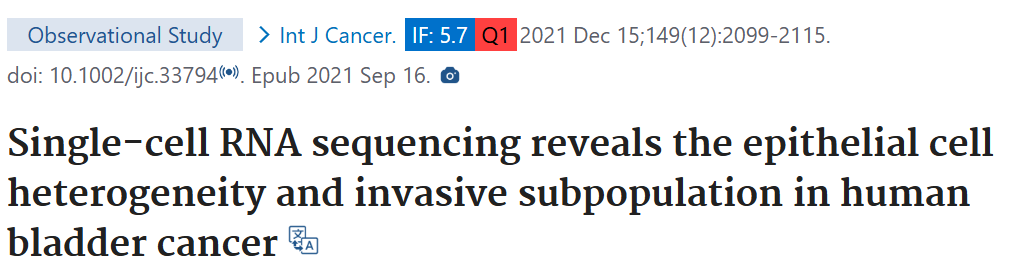 Observational Study > Int J Cancer. IF: 5.7 Q1 2021 Dec 15;149(12):2099-2115.
doi: 10.1002/ijc.33794. Epub 2021 Sep 16.
Single-cell RNA sequencing reveals the epithelial cell
heterogeneity and invasive subpopulation in human
bladder cancer 文A